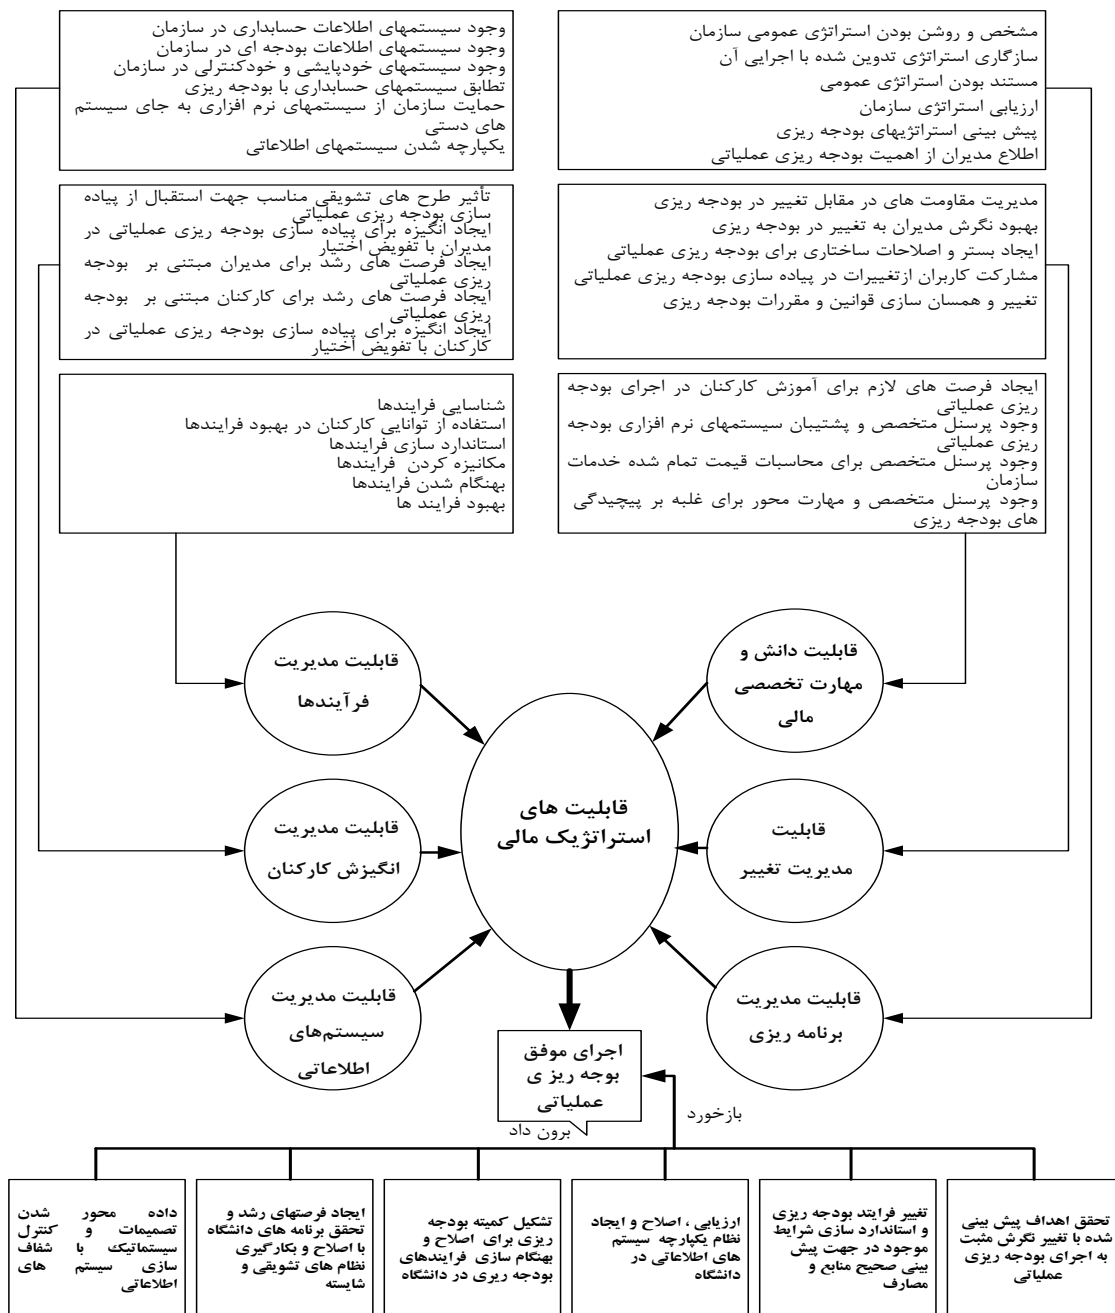 مشخص و روشن بودن استراتژی عمومی سازمان
سازگاری استراتژی تدوین شده با اجرایی آن
مستند بودن استراتژی عمومی
ارزیابی استراتژی سازمان
پیش بینی استراتژیهای بودجه ریزی
اطلاع مدیران از اهمیت بودجه ریزی عملیاتی
وجود سیستمهای اطلاعات حسابداری در سازمان
وجود سیستمهای اطلاعات بودجه ای در سازمان
وجود سیستمهای خودپایشی و خودکنترلی در سازمان
تطابق سیستمهای حسابداری با بودجه ریزی
حمایت سازمان از سیستمهای نرم افزاری به جای سیستم
های دستی
یکپارچه شدن سیستمهای اطلاعاتی
مدیریت مقاومت های در مقابل تغییر در بودجه ریزی
بهبود نگرش مدیران به تغییر در بودجه ریزی
ایجاد بستر و اصلاحات ساختاری برای بودجه ریزی عملیاتی
مشارکت کاربران ازتغییرات در پیاده سازی بودجه ریزی عملیاتی
تغییر و همسان سازی قوانین و مقررات بودجه ریزی
تأثیر طرح های تشویقی مناسب جهت استقبال از پیاده
سازی بودجه ریزی عملیاتی
ایجاد انگیزه برای پیاده سازی بودجه ریزی عملیاتی در
مدیران با تفویض اختیار
ایجاد فرصت های رشد برای مدیران مبتنی بر بودجه
ریزی عملیاتی
ایجاد فرصت های رشد برای کارکنان مبتنی بر بودجه
ریزی عملیاتی
ایجاد انگیزه برای پیاده سازی بودجه ریزی عملیاتی در
کارکنان با تفویض اختیار
ایجاد فرصت های لازم برای آموزش کارکنان در اجرای بودجه
ریزی عملیاتی
وجود پرسنل متخصص و پشتیبان سیستمهای نرم افزاری بودجه
ریزی عملیاتی
وجود پرسنل متخصص برای محاسبات قیمت تمام شده خدمات
سازمان
وجود پرسنل متخصص و مهارت محور برای غلبه بر پیچیدگی
های بودجه ریزی
شناسایی فرایندها
استفاده از توانایی کارکنان در بهبود فرایندها
استاندارد سازی فرایندها
مکانیزه کردن فرایندها
بهنگام شدن فرایندها
بهبود فرایند ها
قابلیت دانش و
مهارت تخصصی
مالی
قابلیت مدیریت
فرآیندها
قابلیت های
استراتژیک مالی
قابلیت
مدیریت تغییر
قابلیت مدیریت
انگیزش کارکنان
قابلیت مدیریت
برنامه ریزی
قابلیت مدیریت
سیستم‌های
اطلاعاتی
اجرای موفق
بوجه ریز ی
عملیاتی
بازخورد
برون داد
تحقق اهداف پیش بینی
شده با تغییر نگرش مثبت
به اجرای بودجه ریزی
عملیاتی
تغییر فرایتد بودجه ریزی
و استاندارد سازی شرایط
موجود در جهت پیش
بینی صحیح منابع و
مصارف
ارزیابی ، اصلاح و ایجاد
نظام یکپارچه سیستم
های اطلاعاتی در
دانشگاه
تشکیل کمیته بودجه
ریزی برای اصلاح و
بهنگام سازی فرایندهای
بودجه ریری در دانشگاه
ایجاد فرصتهای رشد و
تحقق برنامه های دانشگاه
با اصلاح و بکارگیری
نظام های تشویقی و
شایسته
داده محور شدن
تصمیمات و کنترل
سیستماتیک با شفاف
سازی سیستم های
اطلاعاتی